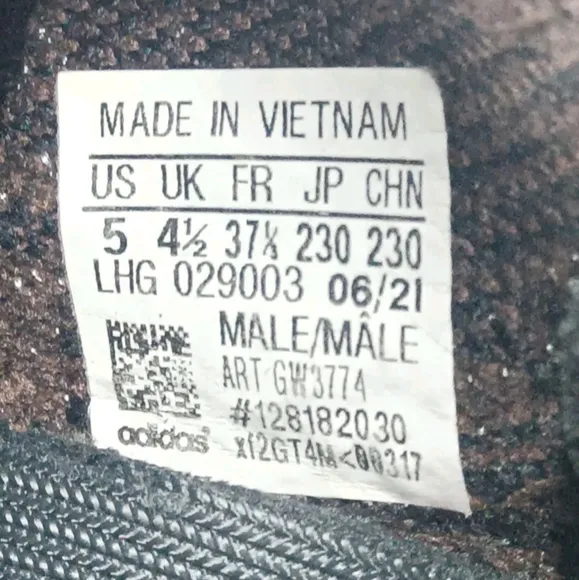 MADE IN VIETNAM
US UK FR JP CHN
5 4½ 37⅓ 230 230
LHG 029003 06/21
MALE/MÂLE
ART GW3774
#128182030
adidas xf2GT4M<00317